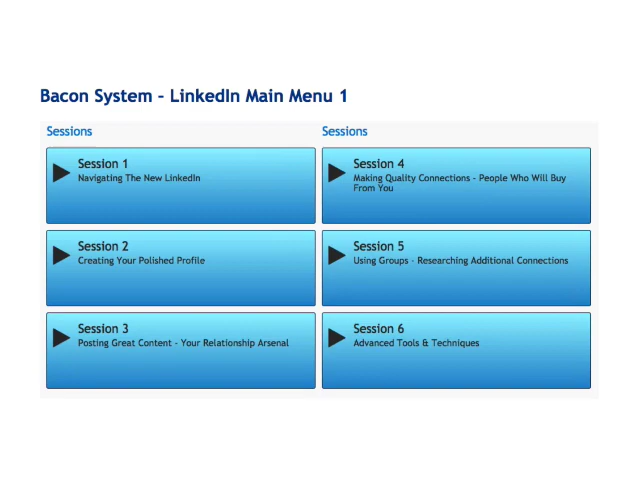 Bacon System – LinkedIn Main Menu 1
Sessions
Session 1
Navigating The New LinkedIn
Session 2
Creating Your Polished Profile
Session 3
Posting Great Content - Your Relationship Arsenal
Sessions
Session 4
Making Quality Connections - People Who Will Buy
From You
Session 5
Using Groups - Researching Additional Connections
Session 6
Advanced Tools & Techniques